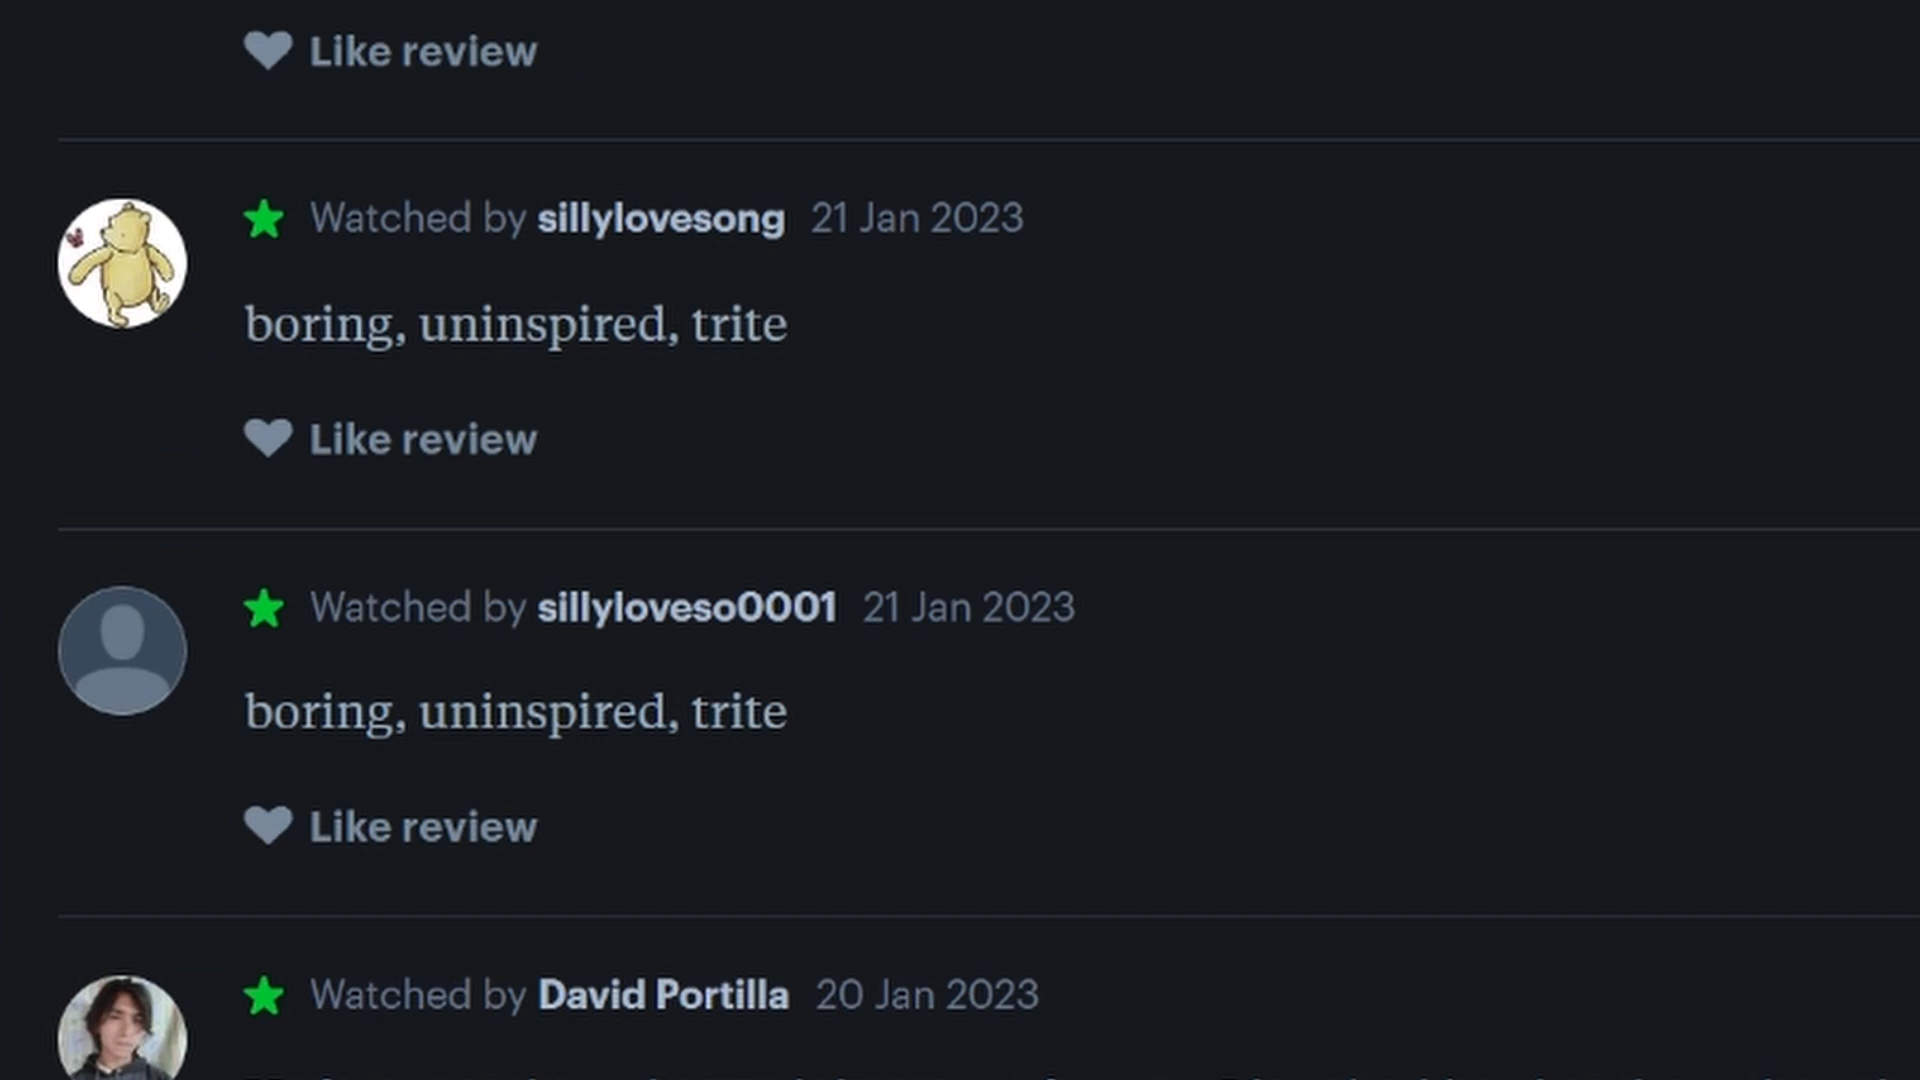 Like review
Watched by sillylovesong 21 Jan 2023
boring, uninspired, trite
Like review
Watched by sillyloveso0001 21 Jan 2023
boring, uninspired, trite
Like review
Watched by David Portilla 20 Jan 2023